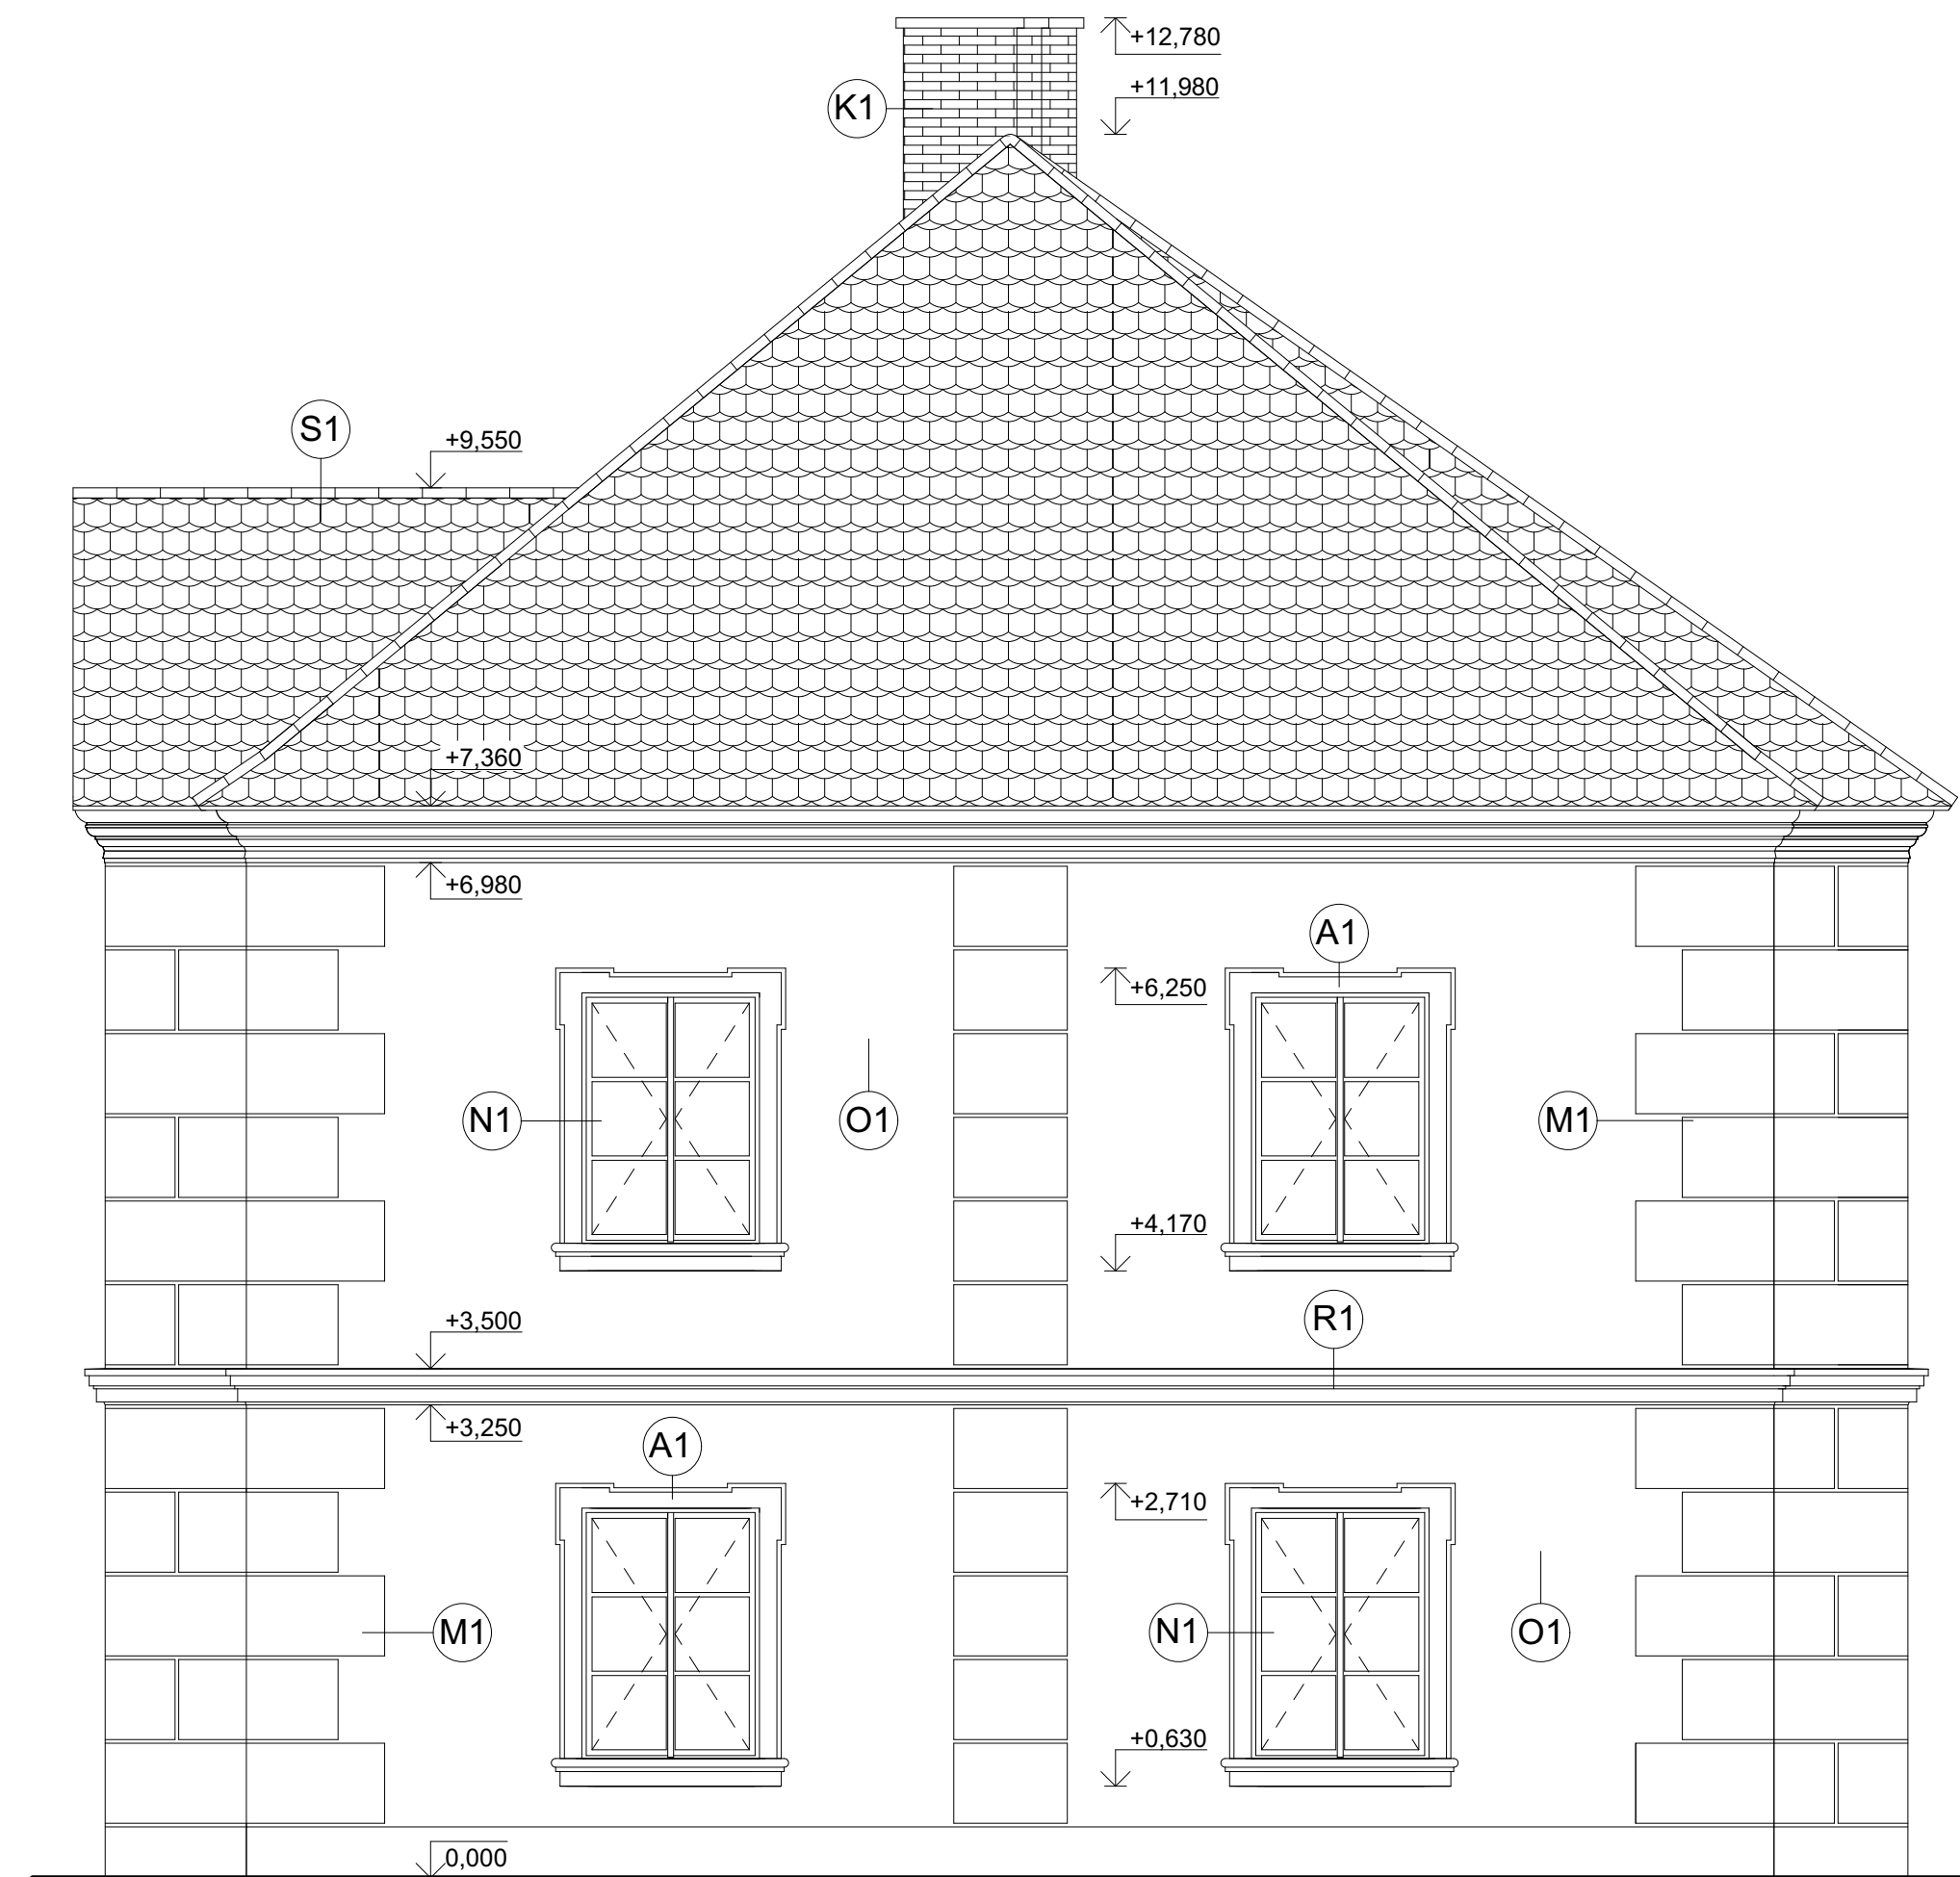 +12,780
+11,980
K1
S1
+9,550
+7,360
+6,980
A1
+6,250
N1
O1
M1
+4,170
+3,500
R1
+3,250
A1
+2,710
M1
N1
O1
+0,630
0,000